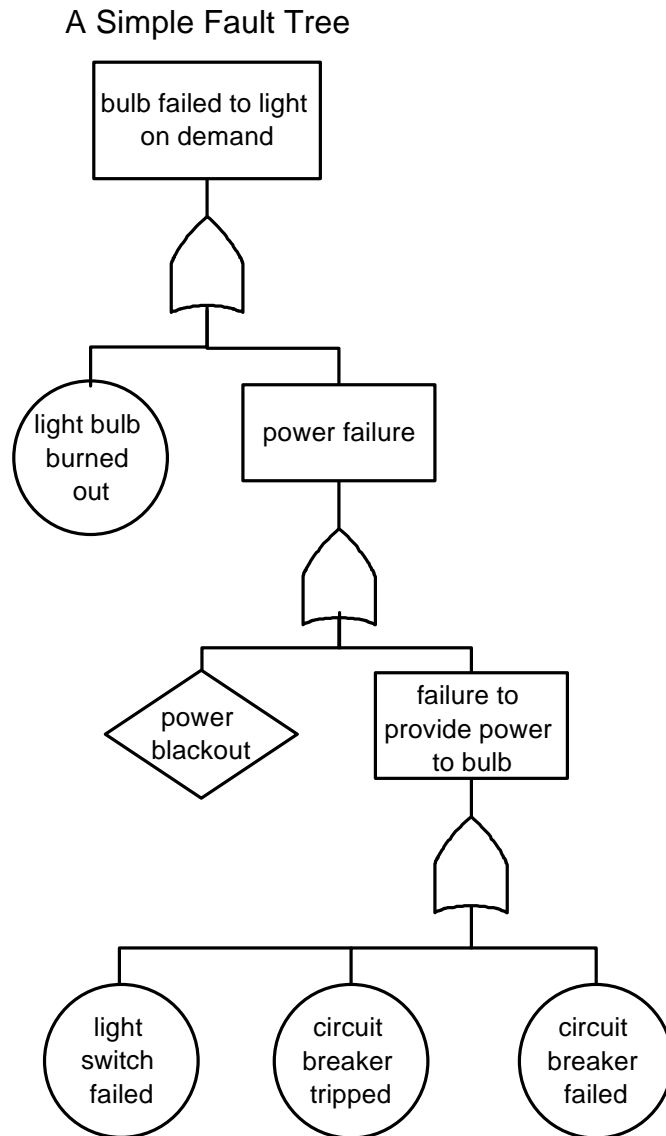 A Simple Fault Tree
bulb failed to light
on demand
light bulb
burned
out
power failure
power
blackout
failure to
provide power
to bulb
light
switch
failed
circuit
breaker
tripped
circuit
breaker
failed